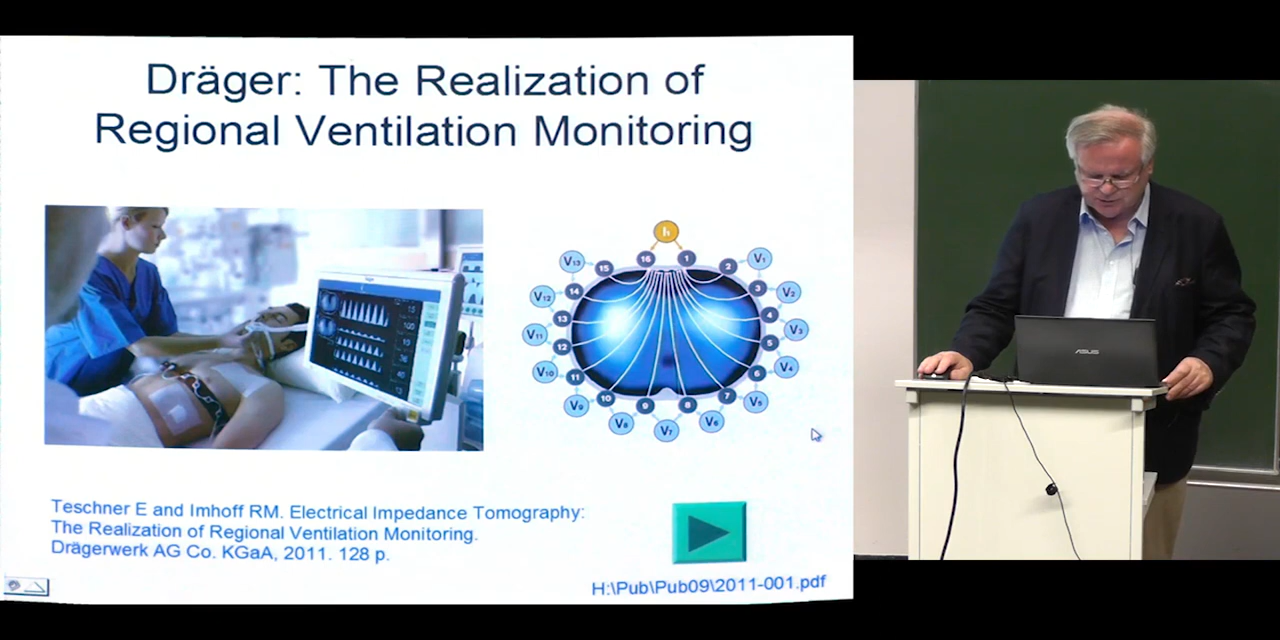 Dräger: The Realization of
Regional Ventilation Monitoring
I₁
16
1
V₁₃
15
2
V₁
V₁₂
14
3
V₂
13
4
V₁₁
V₃
12
5
V₁₀
11
6
V₄
V₉
10
9
8
7
V₅
V₈
V₇
V₆
Teschner E and Imhoff RM. Electrical Impedance Tomography:
The Realization of Regional Ventilation Monitoring.
Drägerwerk AG Co. KGaA, 2011. 128 p.
H:\Pub\Pub09\2011-001.pdf
ASUS